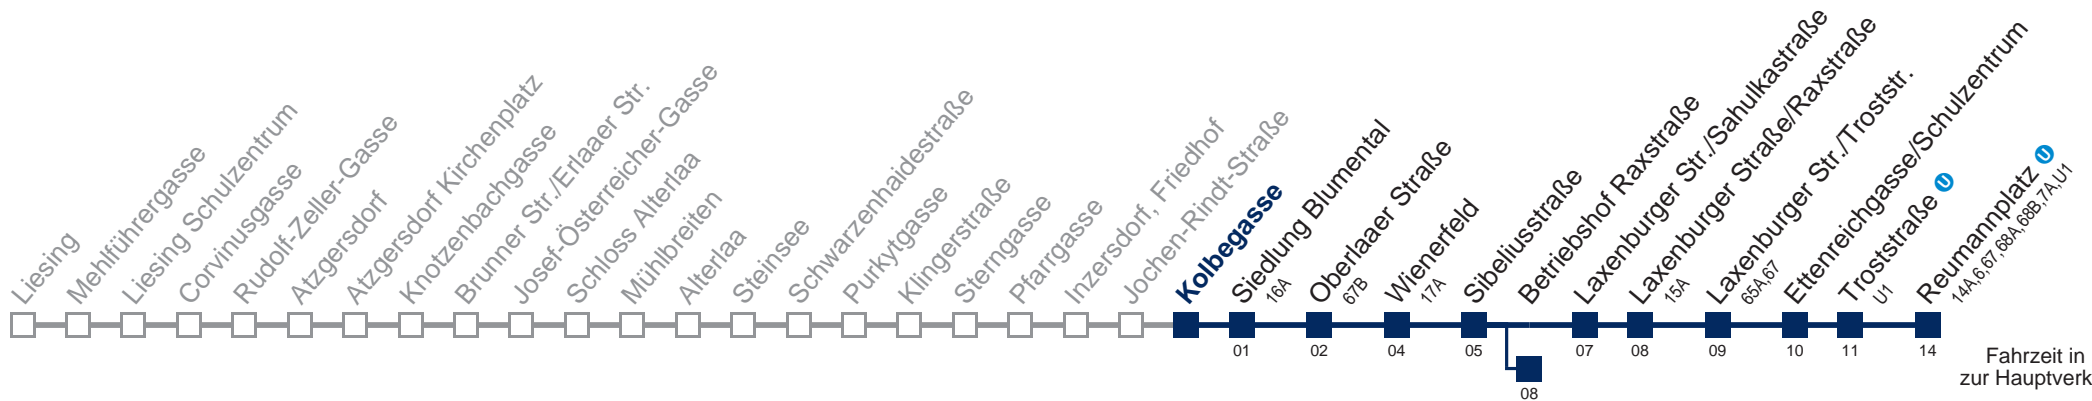 Liesing
Mehlführergasse
Liesing Schulzentrum
Corvinusgasse
Rudolf-Zeller-Gasse
Atzgersdorf
Atzgersdorf Kirchenplatz
Knotzenbachgasse
Brunner Str./Erlaaer Str.
Josef-Österreicher-Gasse
Schloss Alterlaa
Mühlbreiten
Alterlaa
Steinsee
Schwarzenhaidestraße
Purkytgasse
Klingerstraße
Sterngasse
Pfarrgasse
Inzersdorf, Friedhof
Jochen-Rindt-Straße
Kolbegasse
Siedlung Blumental
16A
01
Oberlaaer Straße
67B
02
Wienerfeld
17A
04
Sibeliusstraße
05
Betriebshof Raxstraße
08
Laxenburger Str./Sahulkastraße
07
Laxenburger Straße/Raxstraße
15A
08
Laxenburger Str./Troststr.
65A,67
09
Ettenreichgasse/Schulzentrum
10
Troststraße U
U1
11
Reumannplatz U
14A,6,67,68A,68B,7A,U1
14
Fahrzeit in
zur Hauptverk